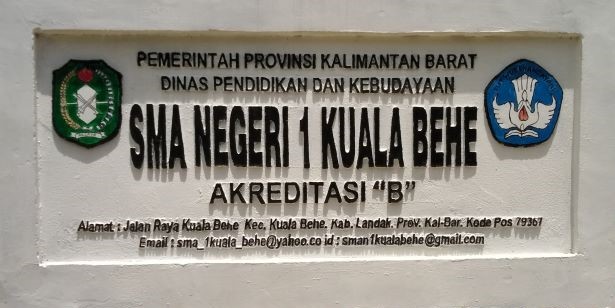 PEMERINTAH PROVINSI KALIMANTAN BARAT
DINAS PENDIDIKAN DAN KEBUDAYAAN
SMA NEGERI 1 KUALA BEHE
AKREDITASI "B"
Alamat : Jalan Raya Kuala Behe Kec. Kuala Behe. Kab. Landak. Prov. Kal-Bar. Kode Pos 79367
Email : sma_1kuala_behe@yahoo.co id : sman1kualabehe@gmail.com